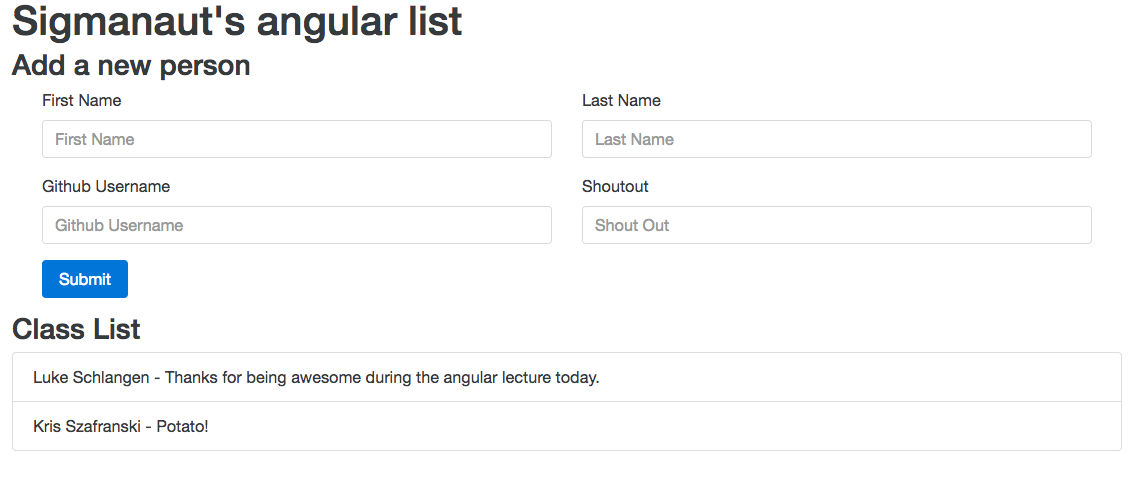 Sigmanaut's angular list
Add a new person
First Name Last Name
First Name Last Name
Github Username Shoutout
Github Username Shout Out
Submit
Class List
Luke Schlangen - Thanks for being awesome during the angular lecture today.
Kris Szafranski - Potato!